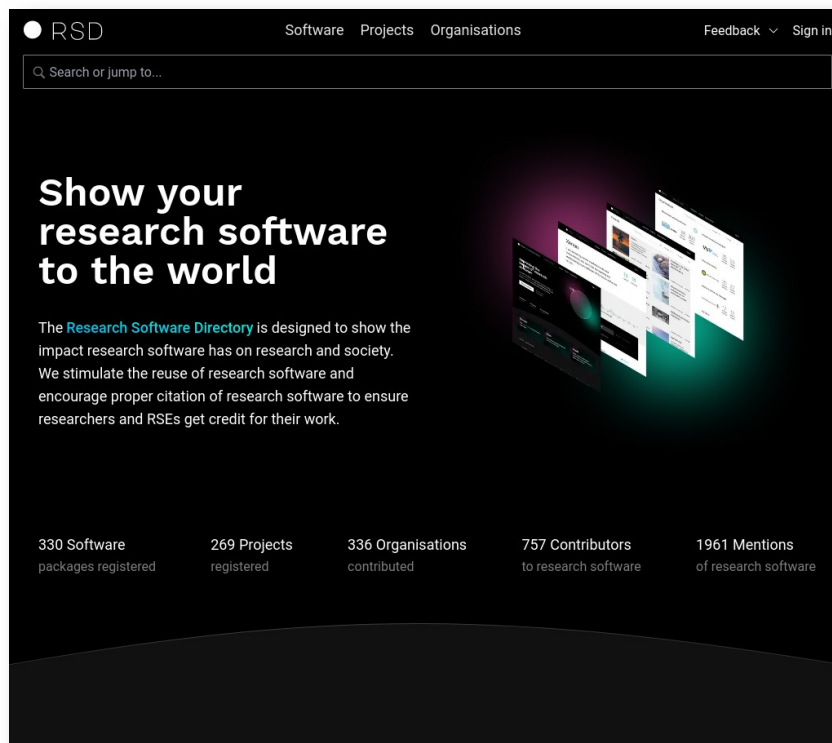 RSD
Software Projects Organisations
Feedback
Sign in
Search or jump to...
Show your
research software
to the world
The Research Software Directory is designed to show the
impact research software has on research and society.
We stimulate the reuse of research software and
encourage proper citation of research software to ensure
researchers and RSEs get credit for their work.
330 Software
packages registered
269 Projects
registered
336 Organisations
contributed
757 Contributors
to research software
1961 Mentions
of research software